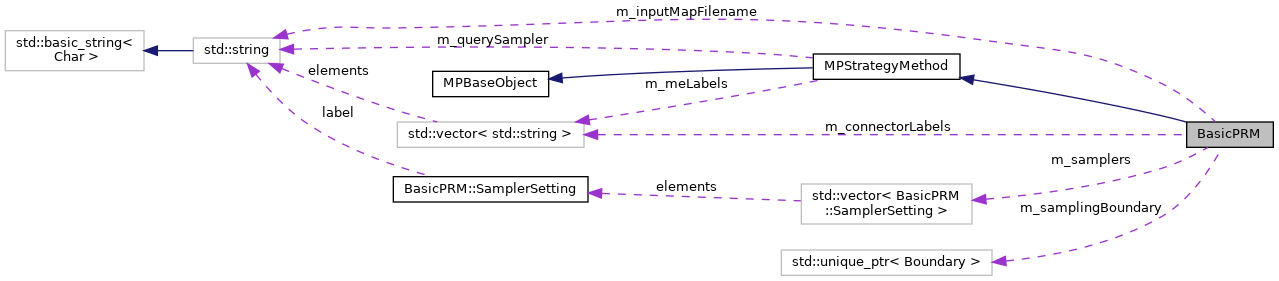 m_inputMapFilename
std::basic_string<
Char >
std::string
m_querySampler
MPStrategyMethod
elements
MPBaseObject
m_meLabels
label
std::vector< std::string >
m_connectorLabels
BasicPRM
m_samplers
BasicPRM::SamplerSetting
elements
std::vector< BasicPRM
::SamplerSetting >
m_samplingBoundary
std::unique_ptr< Boundary >